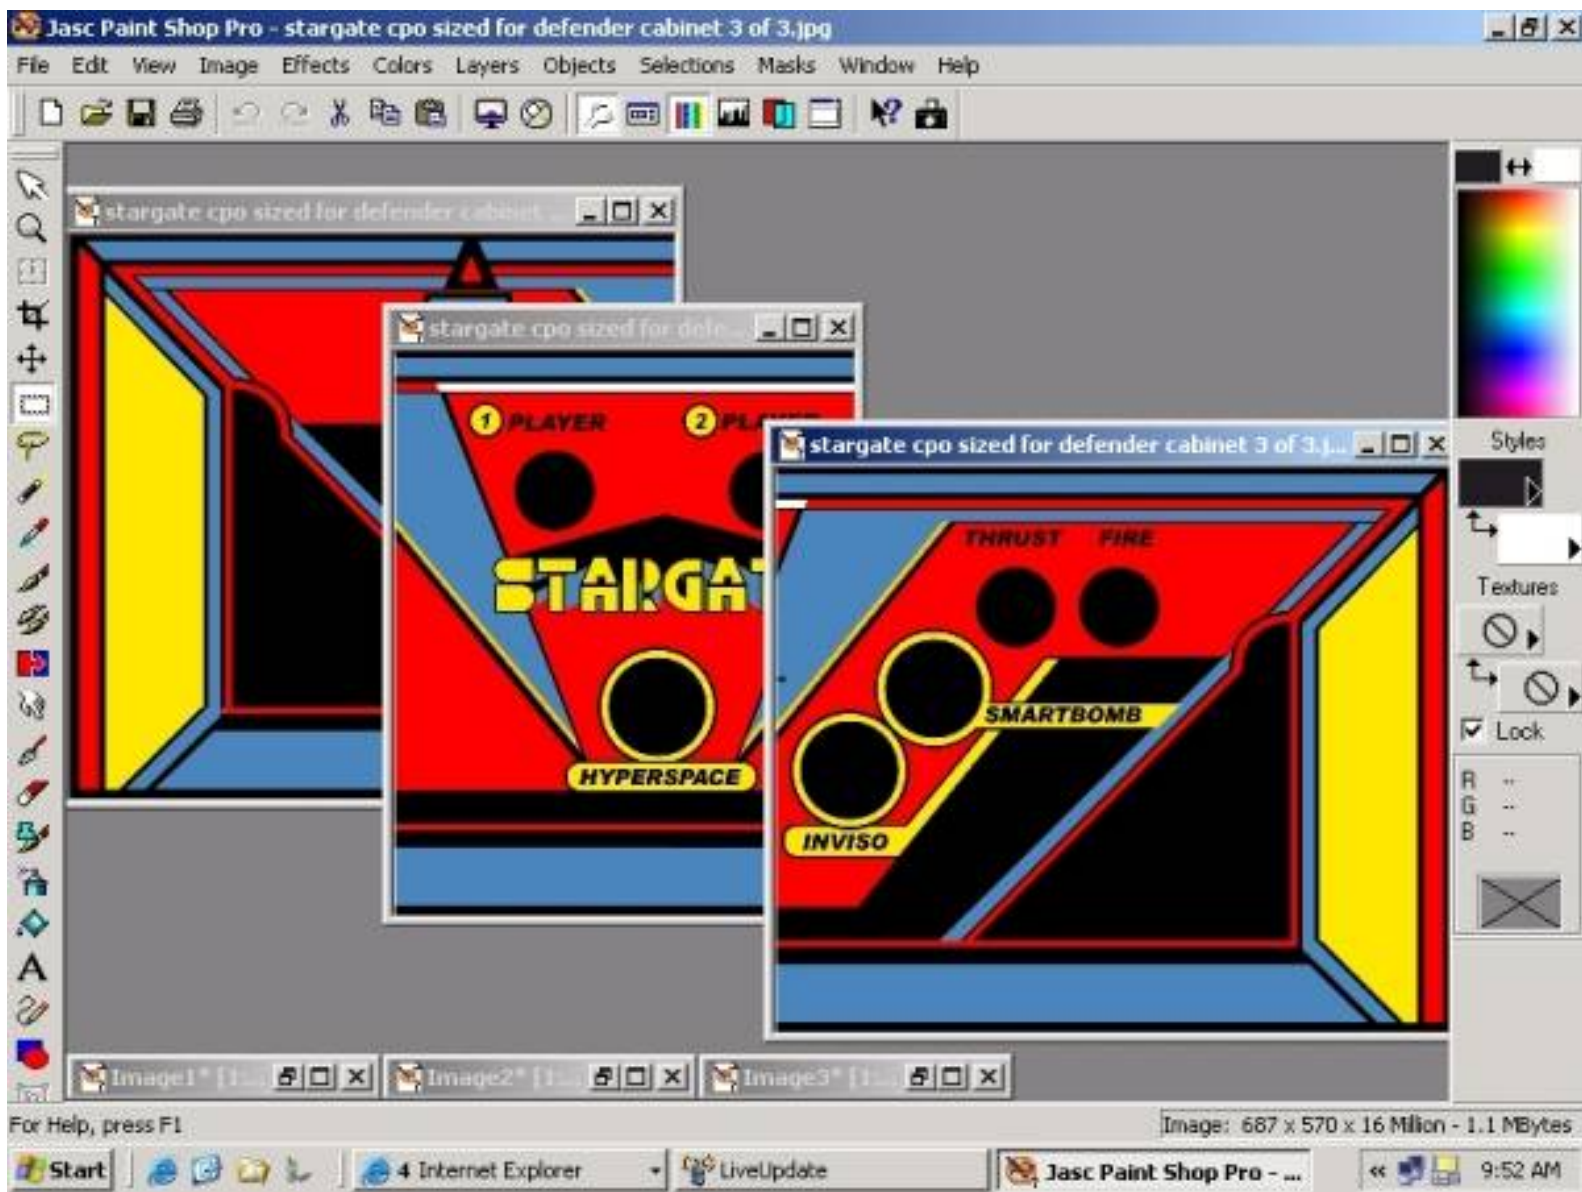 Jasc Paint Shop Pro - stargate cpo sized for defender cabinet 3 of 3.jpg
File Edit View Image Effects Colors Layers Objects Selections Masks Window Help
stargate cpo sized for defender cabinet ...
stargate cpo sized for defe...
1 PLAYER 2
stargate cpo sized for defender cabinet 3 of 3.j...
Styles
THRUST FIRE
STARGAT
Textures
SMARTBOMB
Lock
HYPERSPACE
R --
G --
B --
INVISO
Image1* [1:... Image2* [1:... Image3* [1:...
For Help, press F1
Image: 687 x 570 x 16 Million - 1.1 MBytes
Start
4 Internet Explorer
LiveUpdate
Jasc Paint Shop Pro - ...
« 9:52 AM